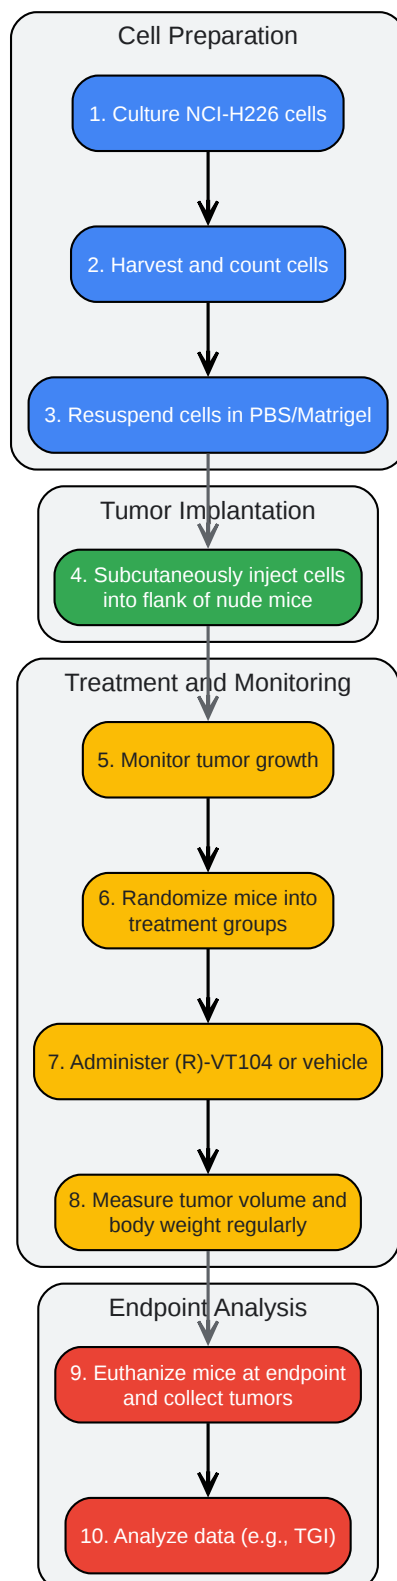 Cell Preparation
1. Culture NCI-H226 cells
2. Harvest and count cells
3. Resuspend cells in PBS/Matrigel
Tumor Implantation
4. Subcutaneously inject cells
into flank of nude mice
Treatment and Monitoring
5. Monitor tumor growth
6. Randomize mice into
treatment groups
7. Administer (R)-VT104 or vehicle
8. Measure tumor volume and
body weight regularly
Endpoint Analysis
9. Euthanize mice at endpoint
and collect tumors
10. Analyze data (e.g., TGI)